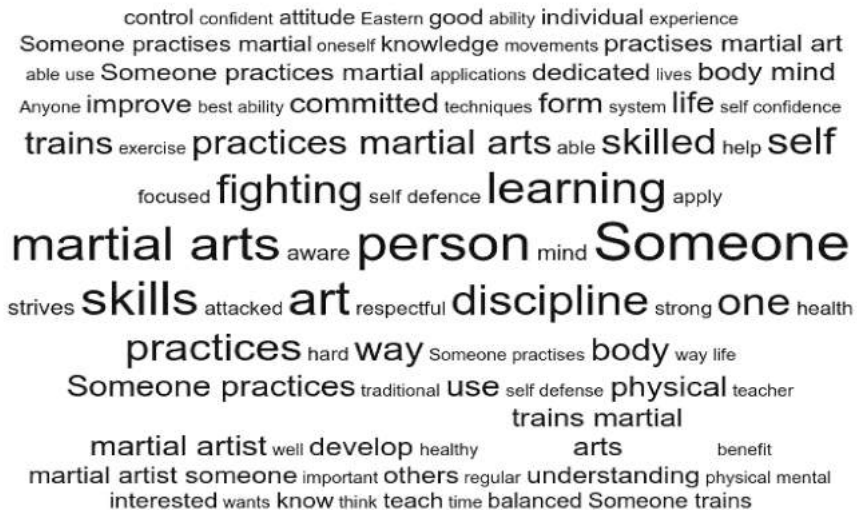 control confident attitude Eastern good ability individual experience
Someone practises martial oneself knowledge movements practises martial art
able use Someone practices martial applications dedicated lives body mind
Anyone improve best ability committed techniques form system life self confidence
trains exercise practices martial arts able skilled help self
focused fighting self defence learning apply
martial arts aware person mind Someone
strives skills attacked art respectful discipline strong one health
practices hard way Someone practises body way life
Someone practices traditional use self defense physical teacher
trains martial
martial artist well develop healthy arts benefit
martial artist someone important others regular understanding physical mental
interested wants know think teach time balanced Someone trains